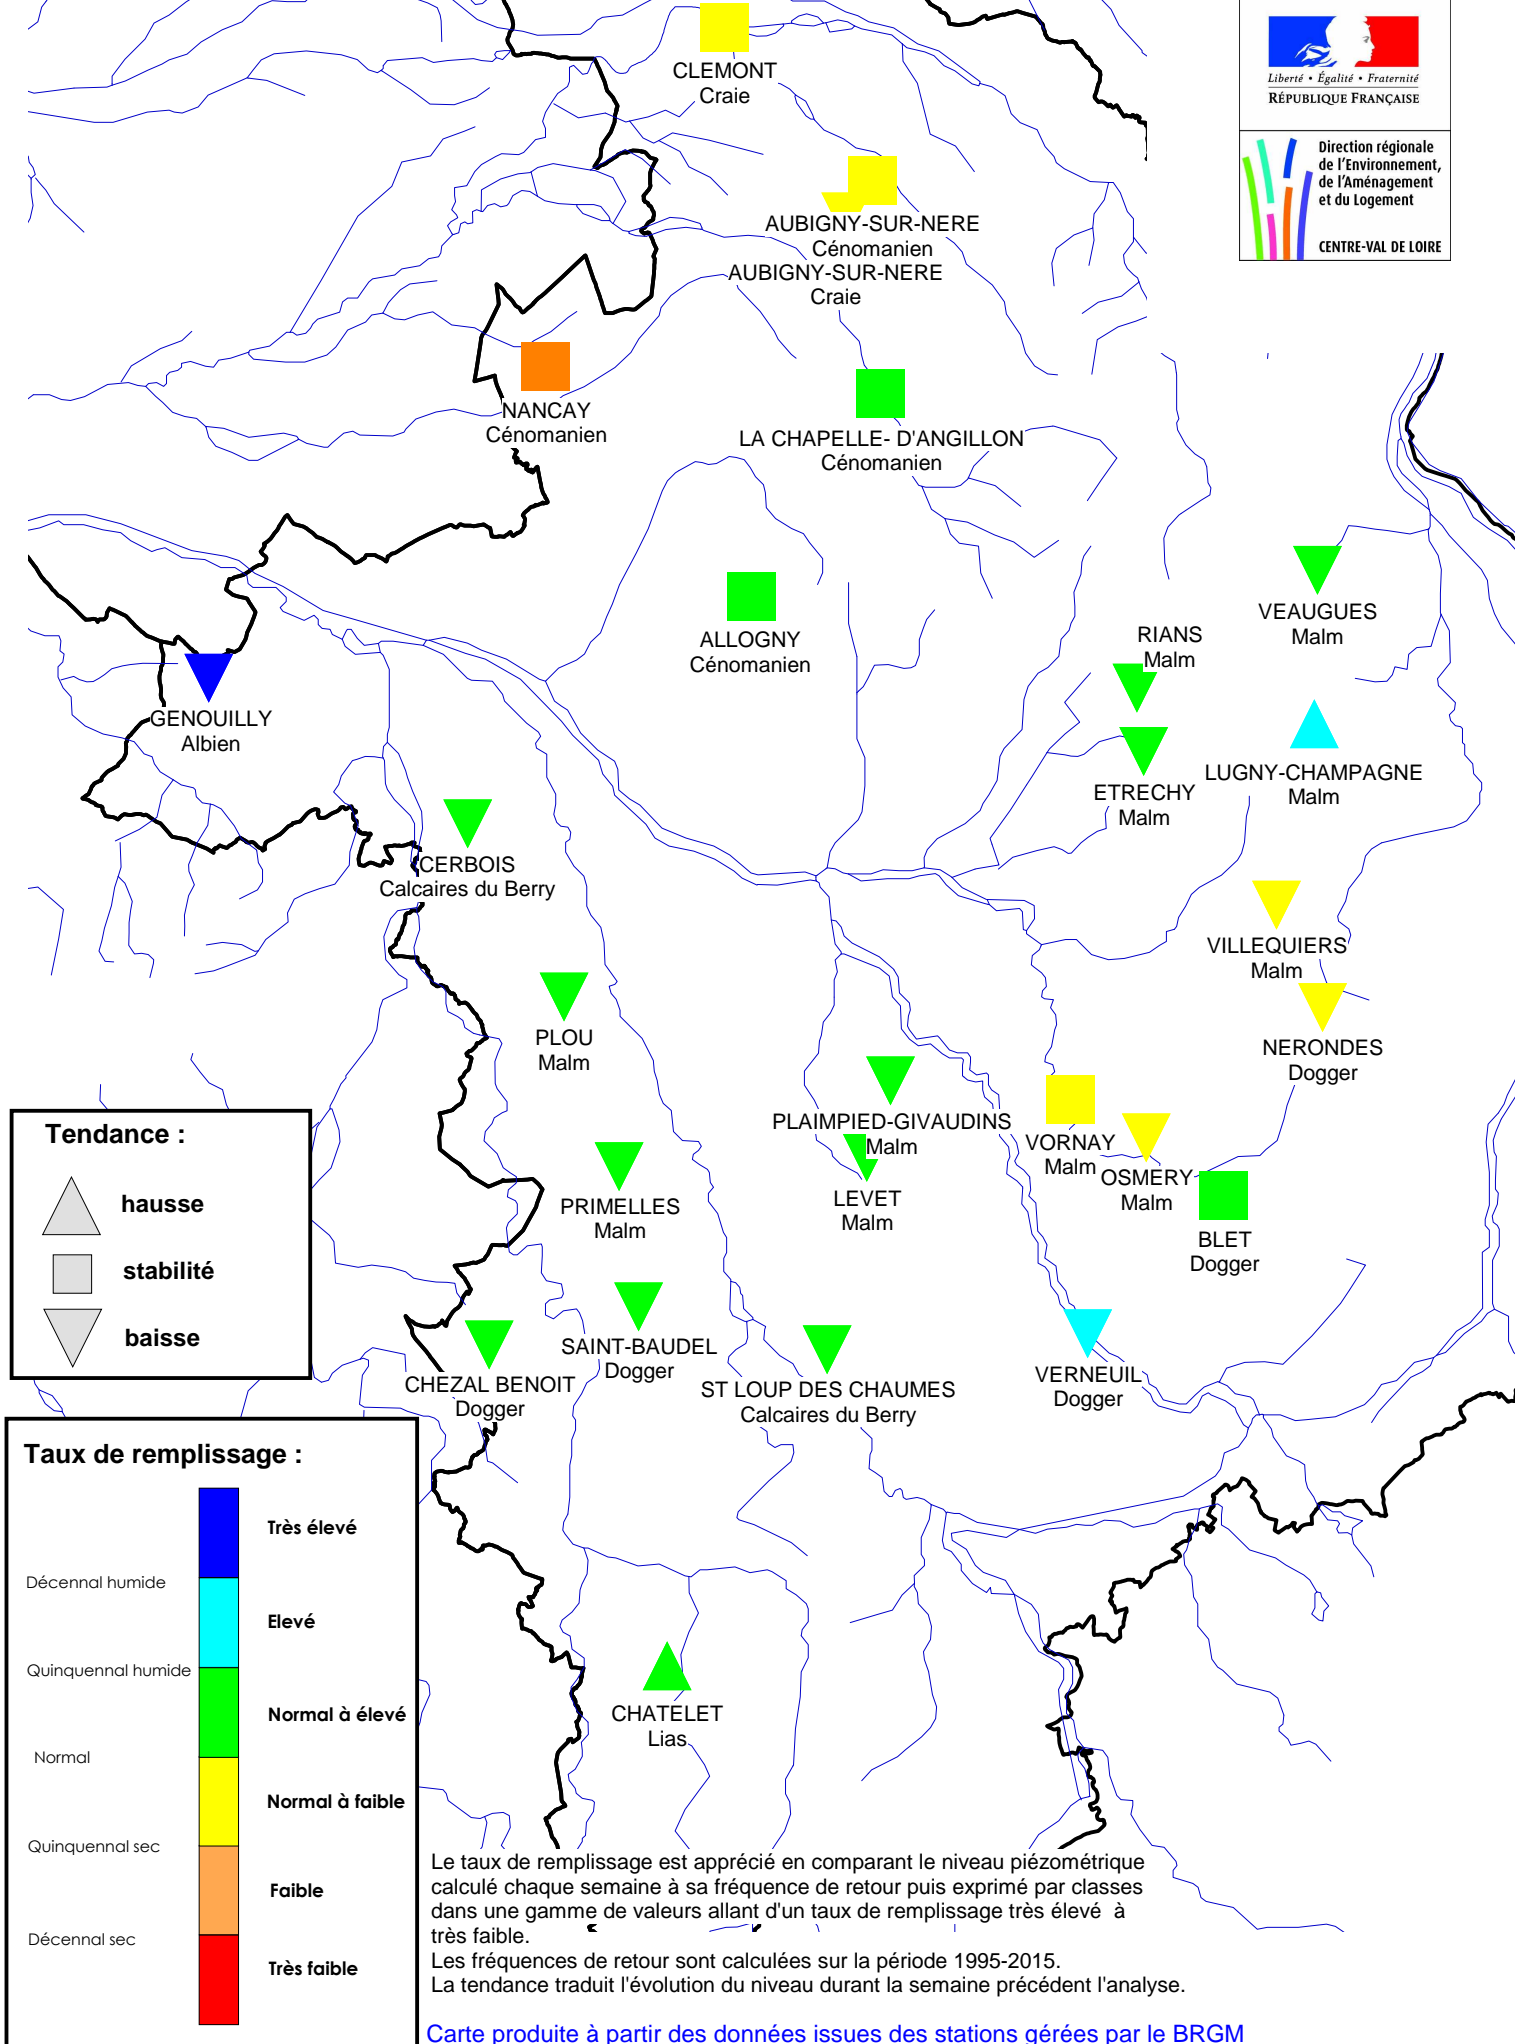 CLEMONT
Craie
Liberté • Égalité • Fraternité
RÉPUBLIQUE FRANÇAISE
Direction régionale
de l'Environnement,
de l'Aménagement
et du Logement
CENTRE-VAL DE LOIRE
AUBIGNY-SUR-NERE
Cénomanien
AUBIGNY-SUR-NERE
Craie
NANCAY
Cénomanien
LA CHAPELLE- D'ANGILLON
Cénomanien
ALLOGNY
Cénomanien
VEAUGUES
Malm
RIANS
Malm
GENOUILLY
Albien
LUGNY-CHAMPAGNE
Malm
ETRECHY
Malm
CERBOIS
Calcaires du Berry
VILLEQUIERS
Malm
PLOU
Malm
NERONDES
Dogger
PLAIMPIED-GIVAUDINS
Malm
VORNAY
Malm
OSMERY
Malm
PRIMELLES
Malm
LEVET
Malm
BLET
Dogger
SAINT-BAUDEL
Dogger
CHEZAL BENOIT
Dogger
ST LOUP DES CHAUMES
Calcaires du Berry
VERNEUIL
Dogger
CHATELET
Lias
Tendance :
hausse
stabilité
baisse
Taux de remplissage :
Très élevé
Décennal humide
Elevé
Quinquennal humide
Normal à élevé
Normal
Normal à faible
Quinquennal sec
Faible
Décennal sec
Très faible
Le taux de remplissage est apprécié en comparant le niveau piézométrique
calculé chaque semaine à sa fréquence de retour puis exprimé par classes
dans une gamme de valeurs allant d'un taux de remplissage très élevé à
très faible.
Les fréquences de retour sont calculées sur la période 1995-2015.
La tendance traduit l'évolution du niveau durant la semaine précédent l'analyse.
Carte produite à partir des données issues des stations gérées par le BRGM